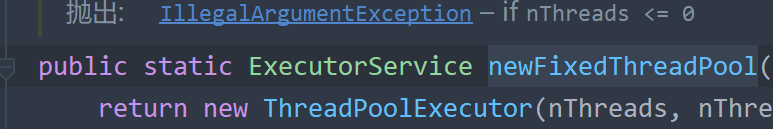 抛出: IllegalArgumentException – if nThreads <= 0
public static ExecutorService newFixedThreadPool(
return new ThreadPoolExecutor(nThreads, nThre